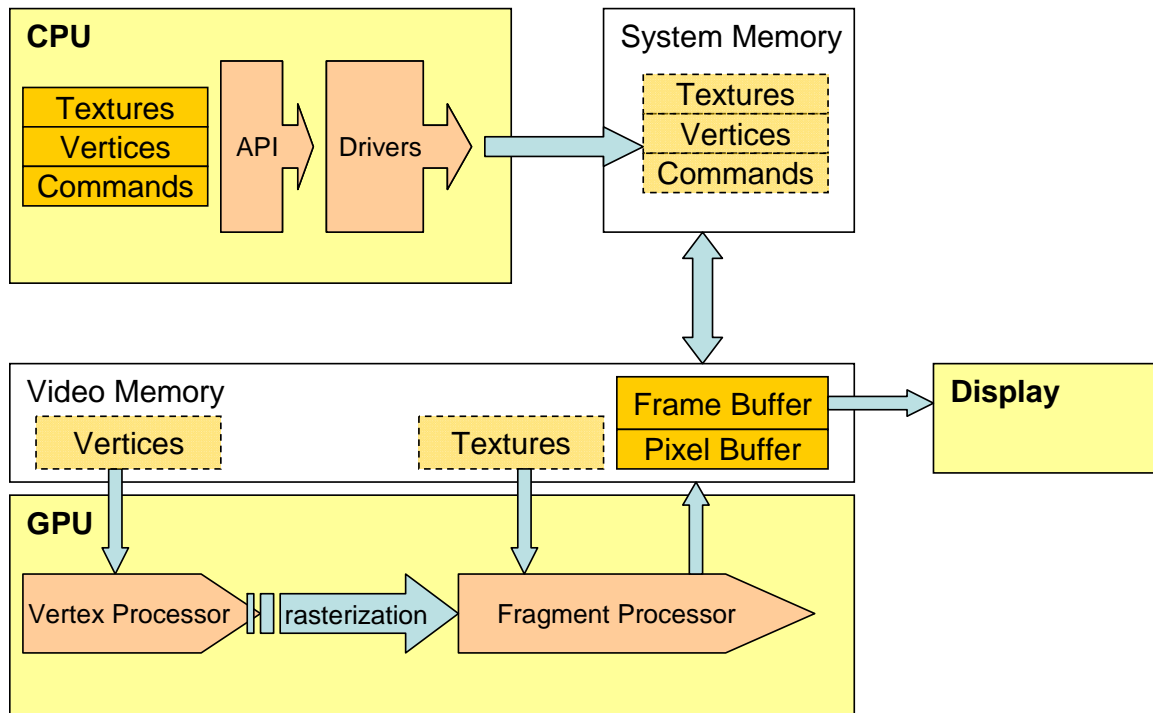 CPU
Textures
Vertices
Commands
API
Drivers
System Memory
Textures
Vertices
Commands
Video Memory
Vertices
Textures
Frame Buffer
Pixel Buffer
Display
GPU
Vertex Processor
rasterization
Fragment Processor